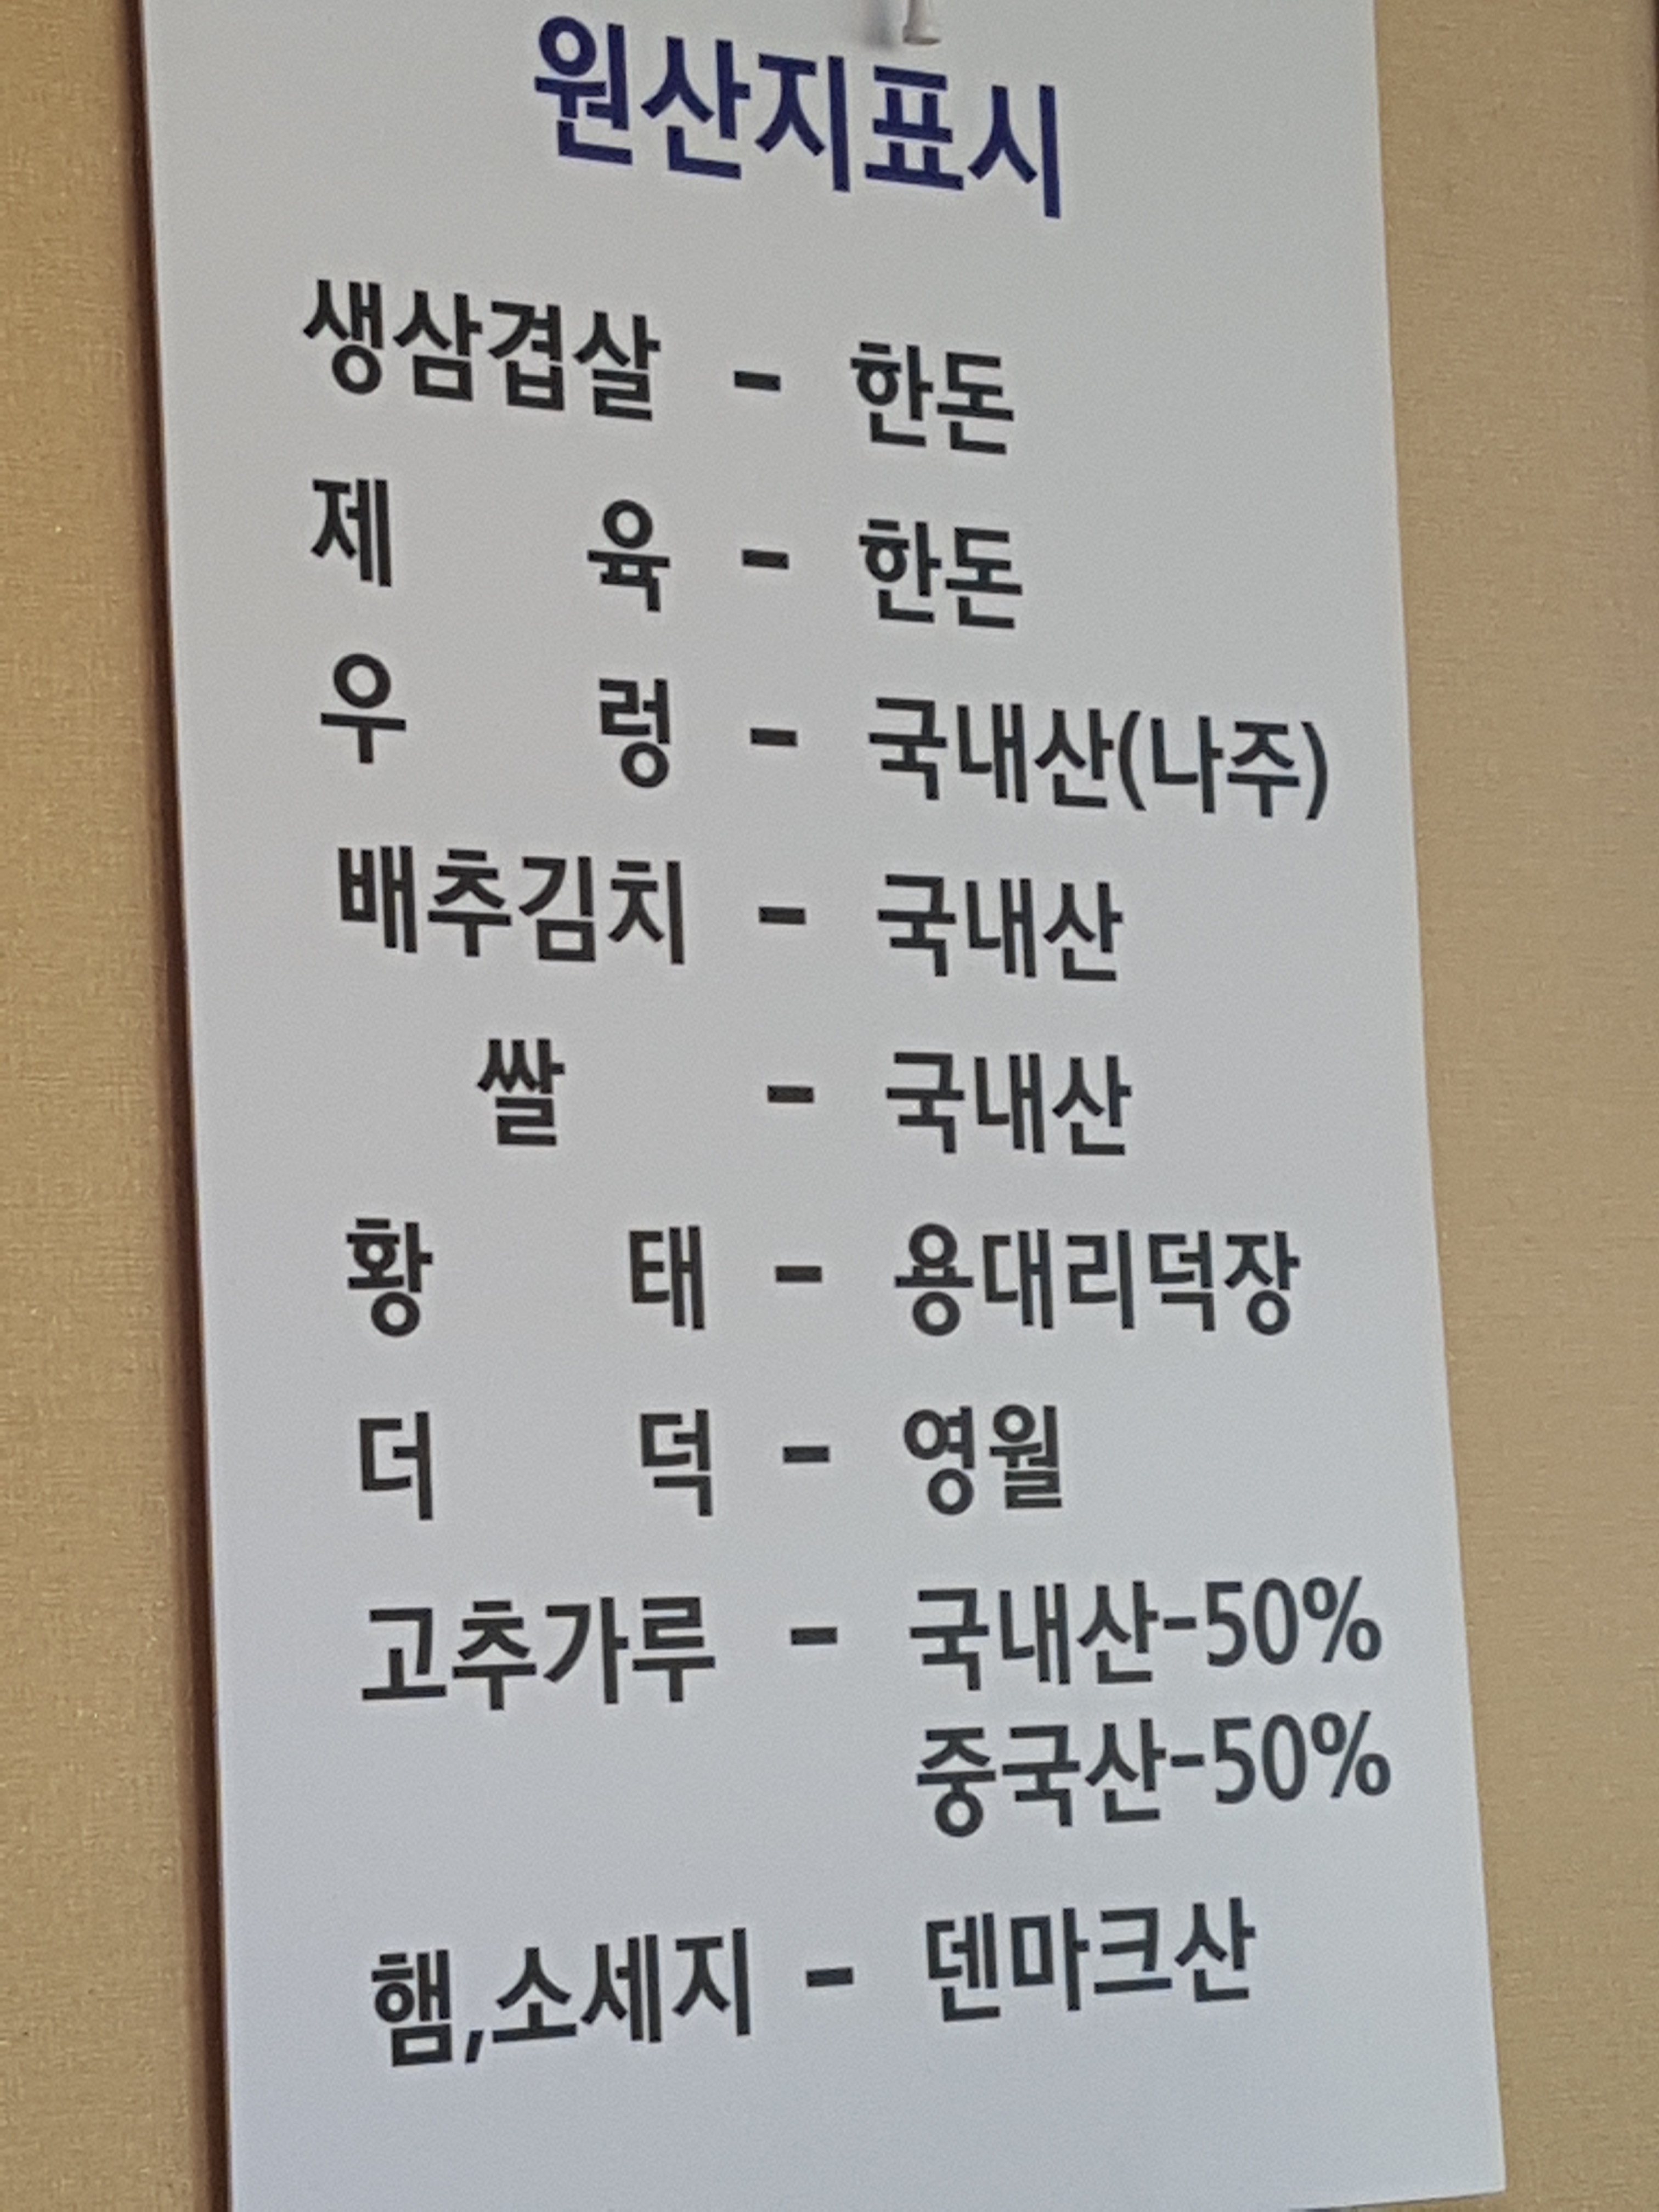 원산지표시
생삼겹살 - 한돈
제 육 - 한돈
우 렁 - 국내산(나주)
배추김치 - 국내산
쌀 - 국내산
황 태 - 용대리덕장
더 덕 - 영월
고추가루 - 국내산-50%
중국산-50%
햄,소세지 - 덴마크산